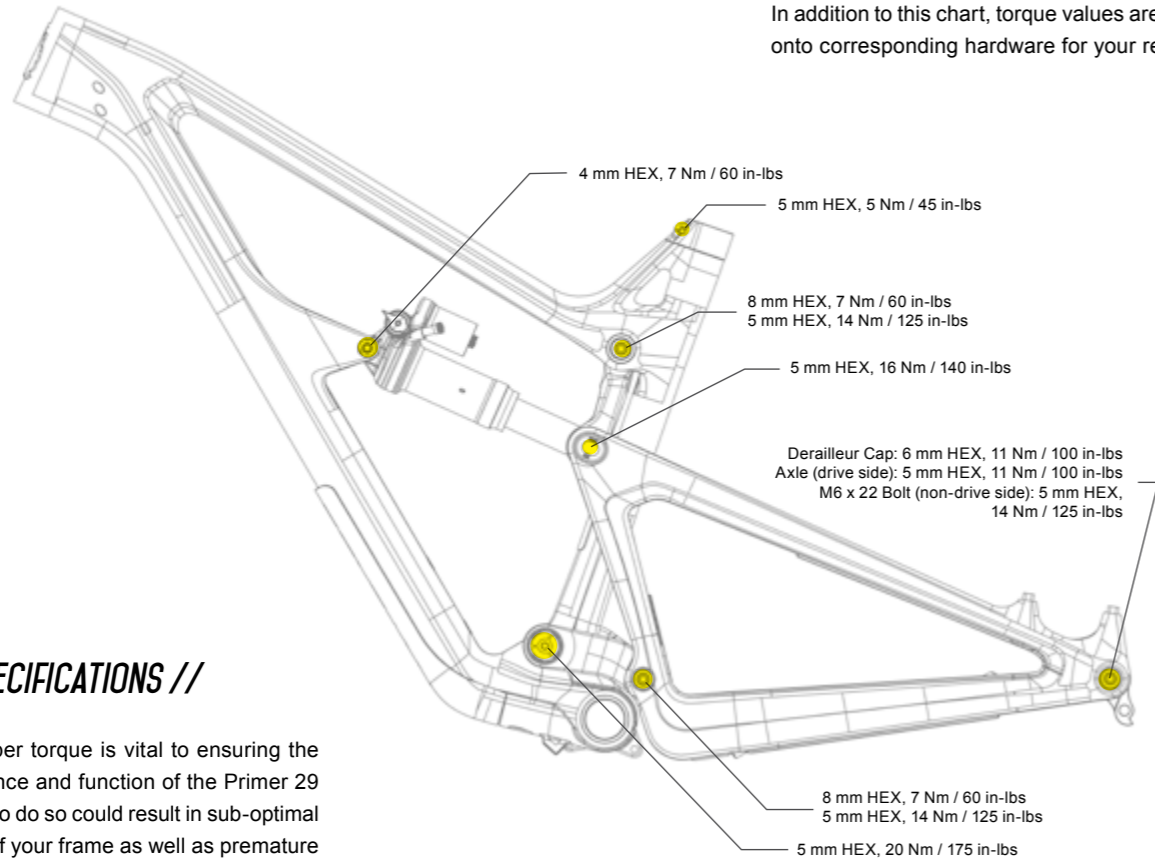 In addition to this chart, torque values are
onto corresponding hardware for your
4 mm HEX, 7 Nm / 60 in-lbs
5 mm HEX, 5 Nm / 45 in-lbs
8 mm HEX, 7 Nm / 60 in-lbs
5 mm HEX, 14 Nm / 125 in-lbs
5 mm HEX, 16 Nm / 140 in-lbs
Derailleur Cap: 6 mm HEX, 11 Nm / 100 in-lbs
Axle (drive side): 5 mm HEX, 11 Nm / 100 in-lbs
M6 x 22 Bolt (non-drive side): 5 mm HEX,
14 Nm / 125 in-lbs
8 mm HEX, 7 Nm / 60 in-lbs
5 mm HEX, 14 Nm / 125 in-lbs
5 mm HEX, 20 Nm / 175 in-lbs
ECIFICATIONS //
per torque is vital to ensuring the
nce and function of the Primer 29
o do so could result in sub-optimal
f your frame as well as premature